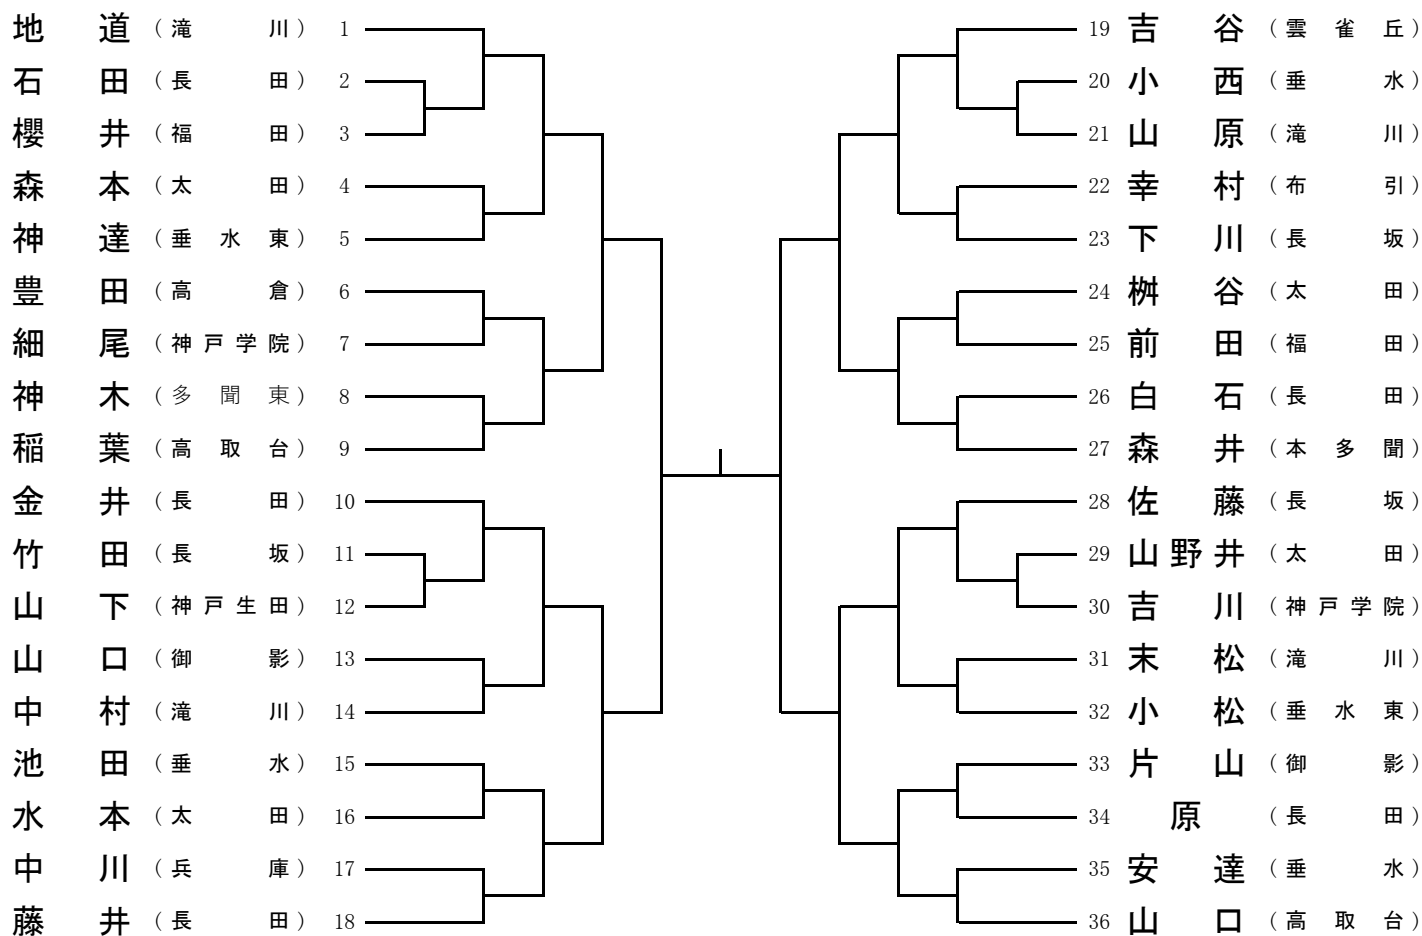 地道（滝川）1
石田（長田）2
櫻井（福田）3
森本（太田）4
神達（垂水東）5
豊田（高倉）6
細尾（神戸学院）7
神木（多聞東）8
稲葉（高取台）9
金井（長田）10
竹田（長坂）11
山下（神戸生田）12
山口（御影）13
中村（滝川）14
池田（垂水）15
水本（太田）16
中川（兵庫）17
藤井（長田）18
19 吉谷（雲雀丘）
20 小西（垂水）
21 山原（滝川）
22 幸村（布引）
23 下川（長坂）
24 桝谷（太田）
25 前田（福田）
26 白石（長田）
27 森井（本多聞）
28 佐藤（長坂）
29 山野井（太田）
30 吉川（神戸学院）
31 末松（滝川）
32 小松（垂水東）
33 片山（御影）
34 原（長田）
35 安達（垂水）
36 山口（高取台）